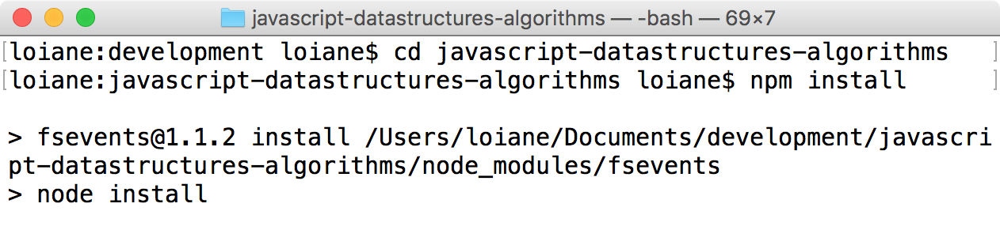 javascript-datastructures-algorithms — -bash — 69×7
[loiane:development loiane$ cd javascript-datastructures-algorithms ]
[loiane:javascript-datastructures-algorithms loiane$ npm install ]
> fsevents@1.1.2 install /Users/loiane/Documents/development/javascri
pt-datastructures-algorithms/node_modules/fsevents
> node install